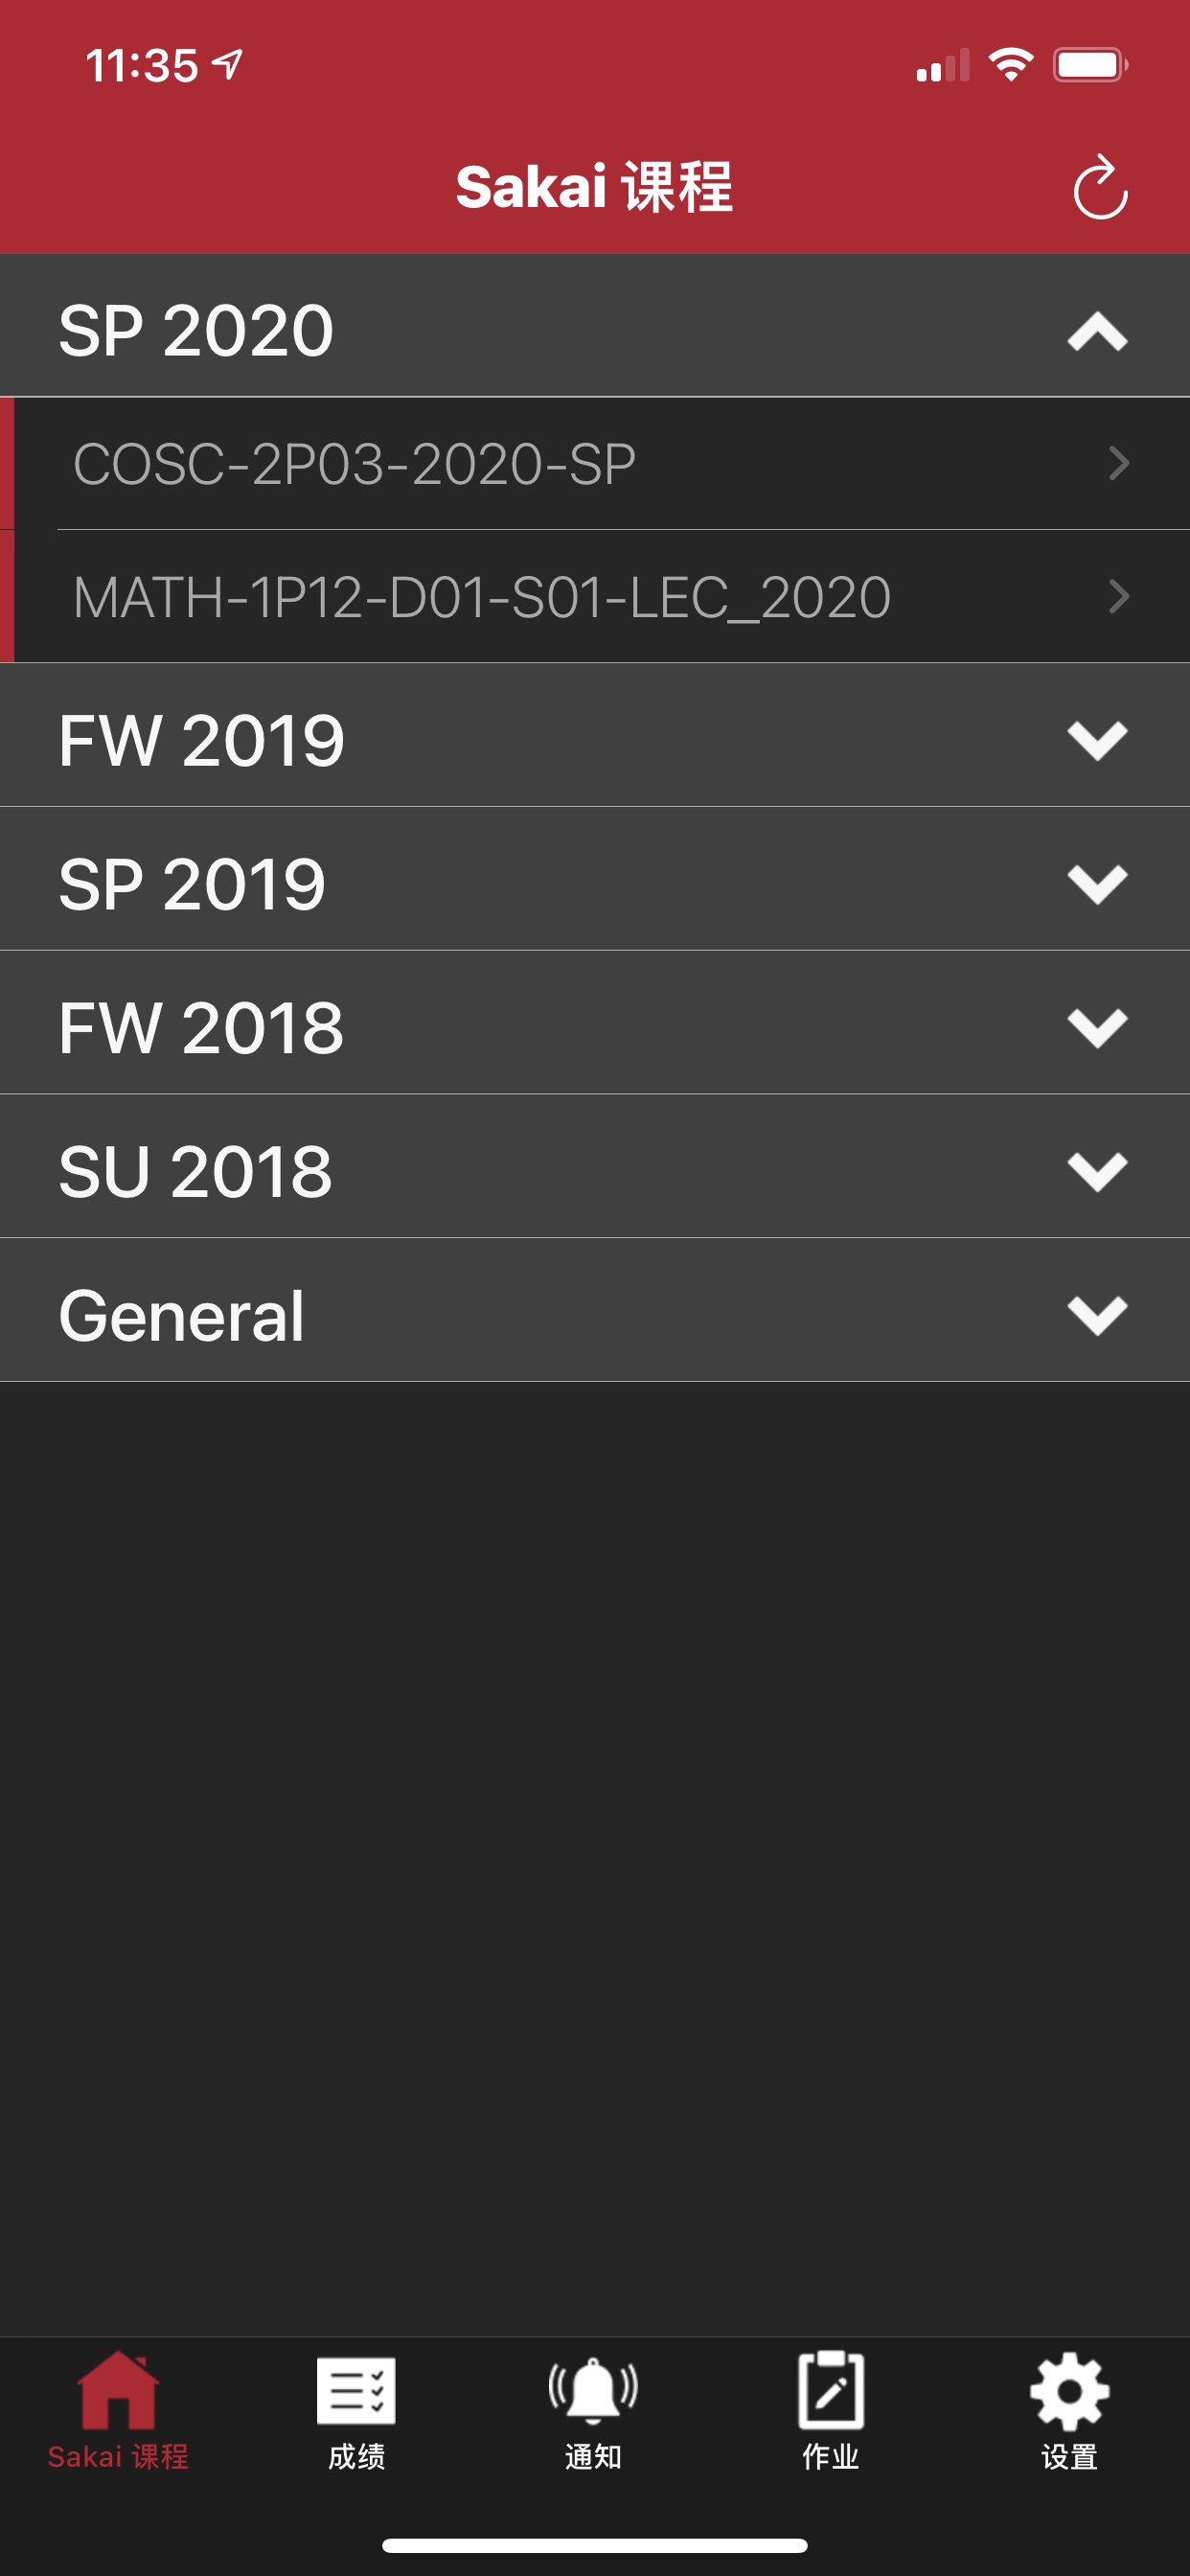 11:35
Sakai 课程
SP 2020
COSC-2P03-2020-SP
MATH-1P12-D01-S01-LEC_2020
FW 2019
SP 2019
FW 2018
SU 2018
General
Sakai 课程
成绩
通知
作业
设置